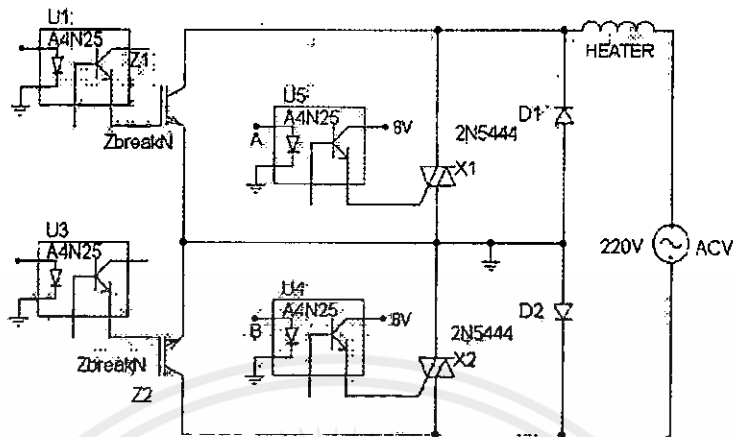 U1:
A4N25
Z1
ZbreakN
HEATER
U5
A4N25
A
8V
2N5444
X1
D1
U3
A4N25
ZbreakN
Z2
U4
A4N25
B
8V
2N5444
X2
D2
220V
ACV